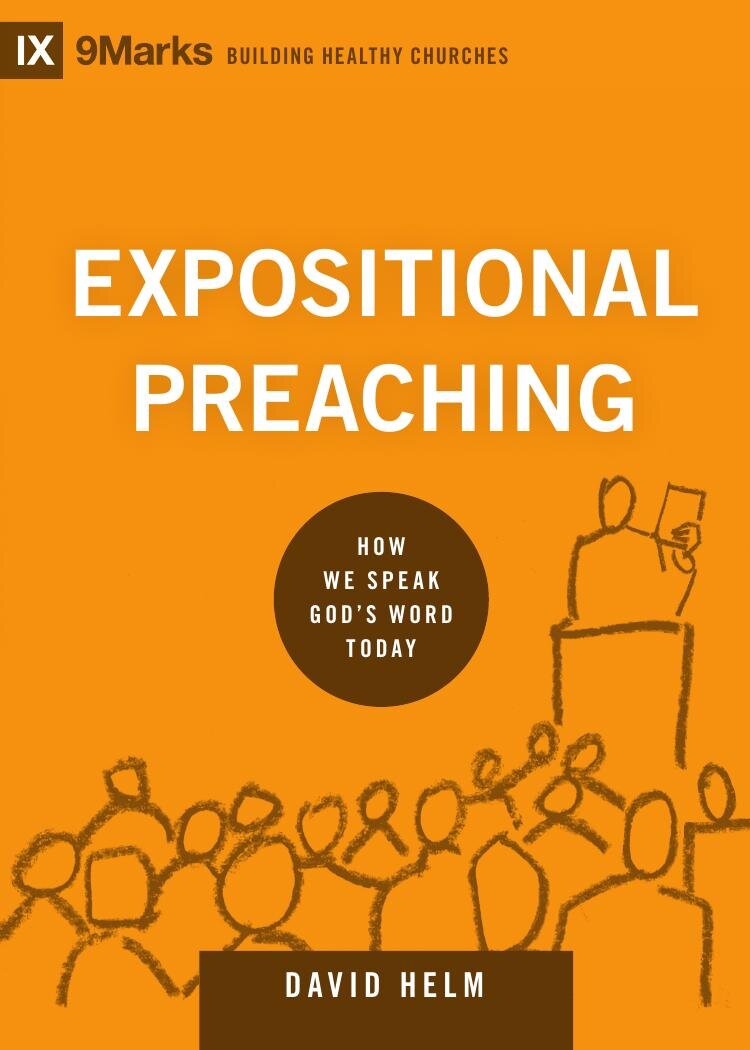 IX 9Marks BUILDING HEALTHY CHURCHES
EXPOSITIONAL
PREACHING
HOW
WE SPEAK
GOD'S WORD
TODAY
DAVID HELM